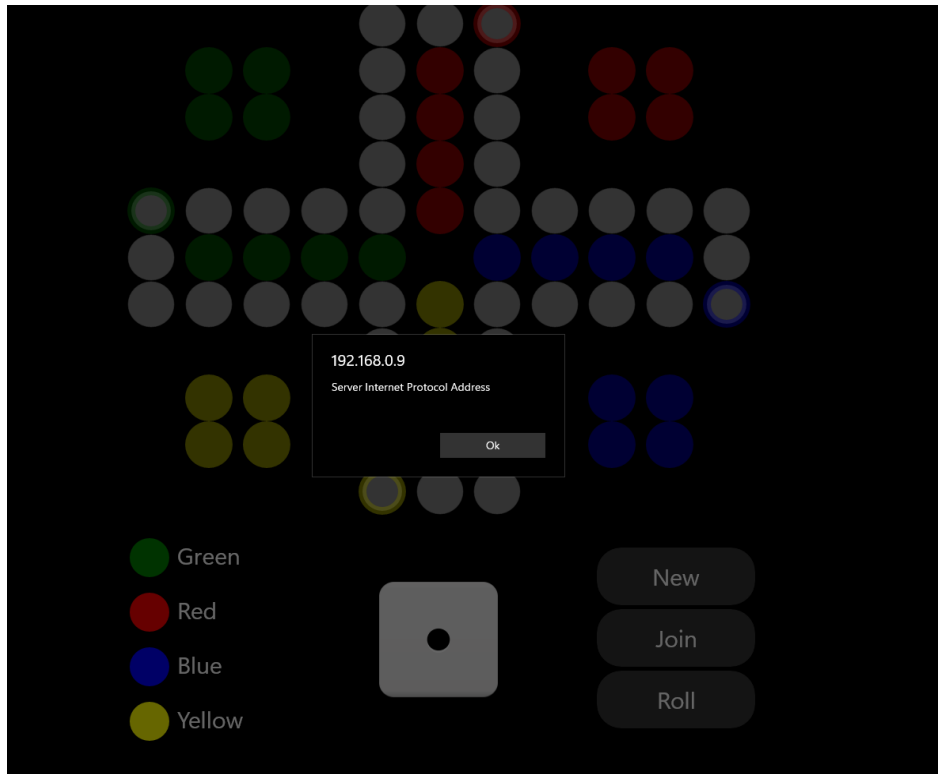 192.168.0.9
Server Internet Protocol Address
Ok
Green
Red
Blue
Yellow
New
Join
Roll